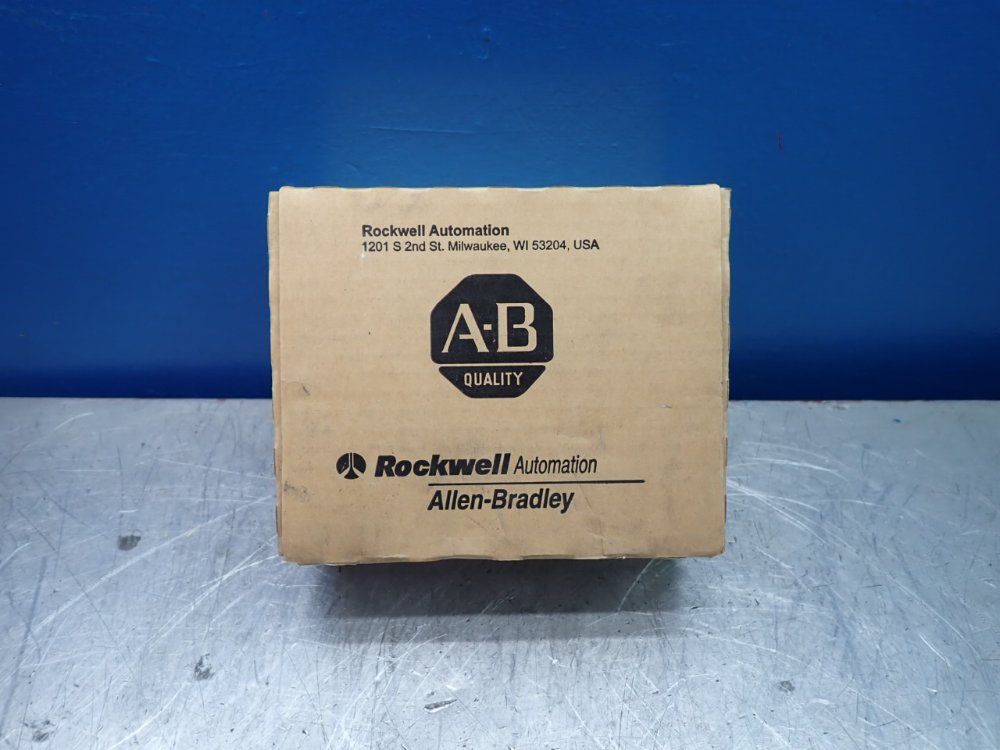 Rockwell Automation
1201 S 2nd St. Milwaukee, WI 53204, USA
A-B
QUALITY
Rockwell Automation
Allen-Bradley